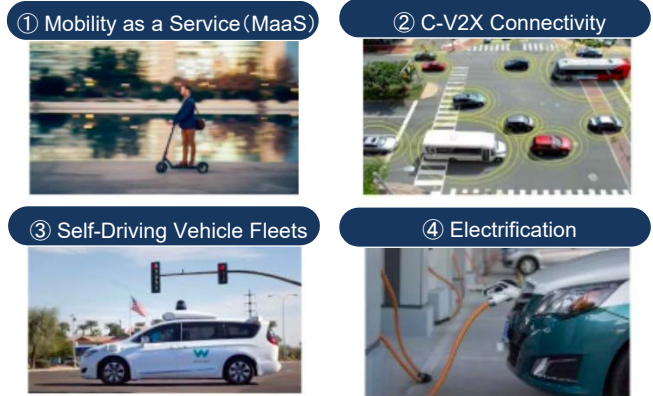 ① Mobility as a Service（MaaS）
② C-V2X Connectivity
③ Self-Driving Vehicle Fleets
④ Electrification
W